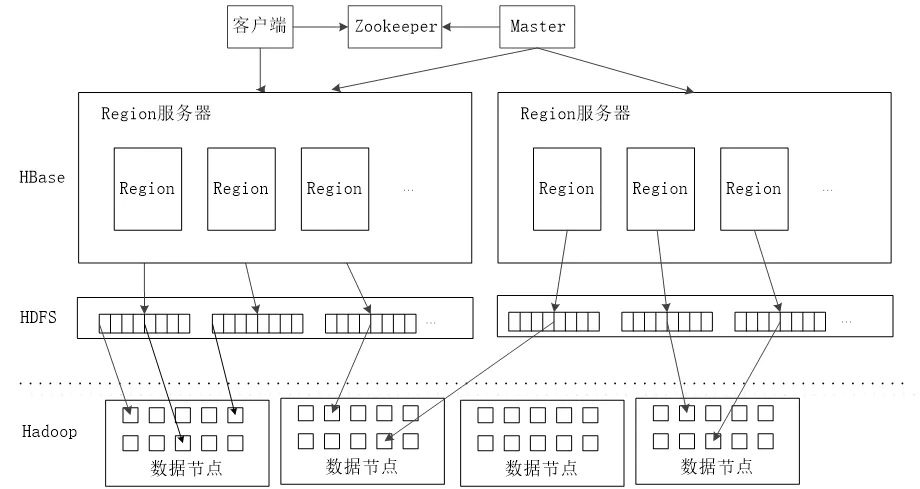 客户端
Zookeeper
Master
Region服务器
Region服务器
HBase
Region
Region
Region
...
Region
Region
Region
...
HDFS
...
...
Hadoop
数据节点
数据节点
数据节点
数据节点